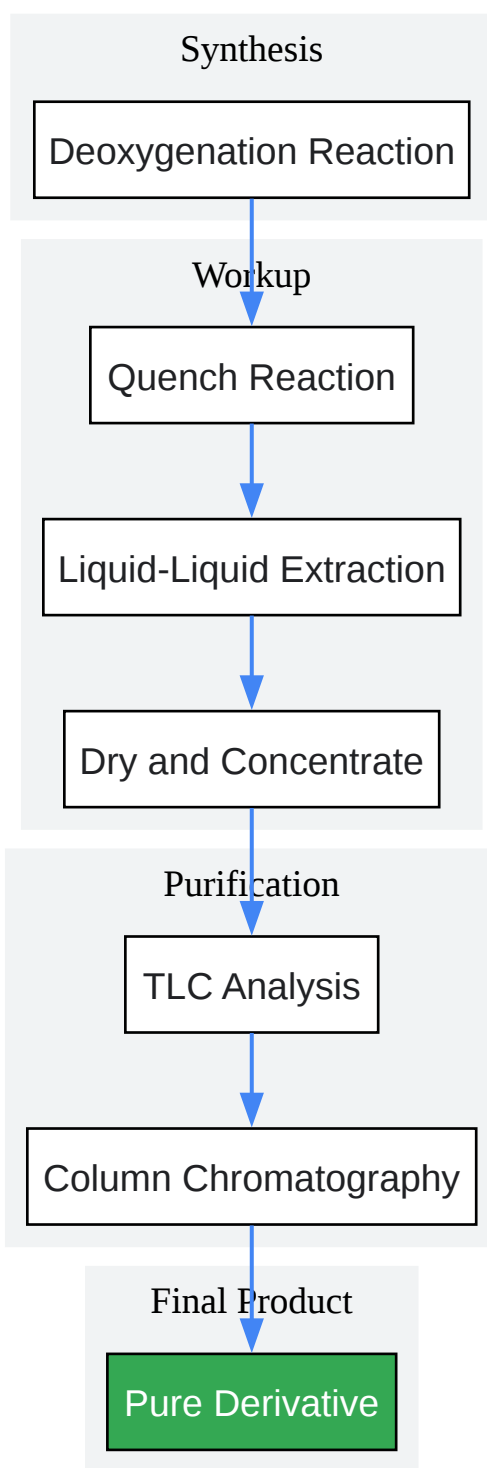 Synthesis
Deoxygenation Reaction
Workup
Quench Reaction
Liquid-Liquid Extraction
Dry and Concentrate
Purification
TLC Analysis
Column Chromatography
Final Product
Pure Derivative